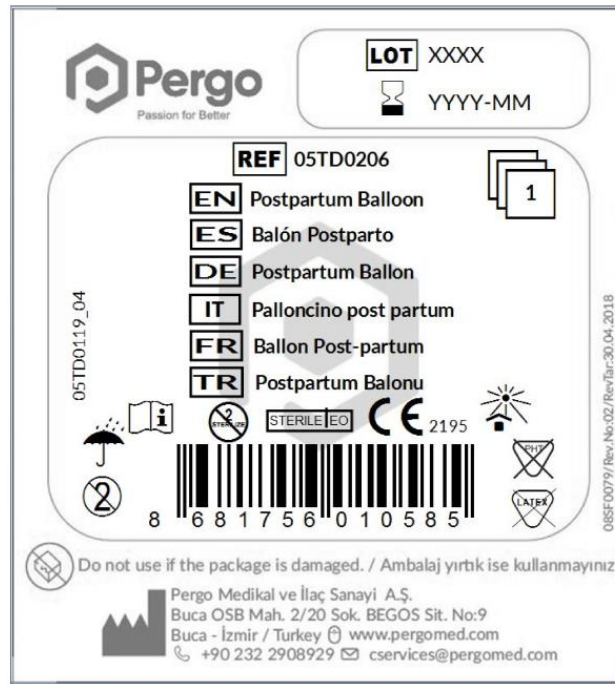 Pergo
Passion for Better
LOT XXXX
YYYY-MM
REF 05TD0206
1
EN Postpartum Balloon
ES Balón Postparto
DE Postpartum Ballon
IT Palloncino post partum
FR Ballon Post-partum
TR Postpartum Balonu
05TD0119_04
08SF0079/Rev.No:02/RevTar:30.04.2018
i
2 STERILIZE
STERILE EO
CE 2195
PHT
2
LATEX
8 681756 010585
Do not use if the package is damaged. / Ambalaj yırtık ise kullanmayınız
Pergo Medikal ve İlaç Sanayi A.Ş.
Buca OSB Mah. 2/20 Sok. BEGOS Sit. No:9
Buca - İzmir / Turkey www.pergomed.com
+90 232 2908929 cservices@pergomed.com